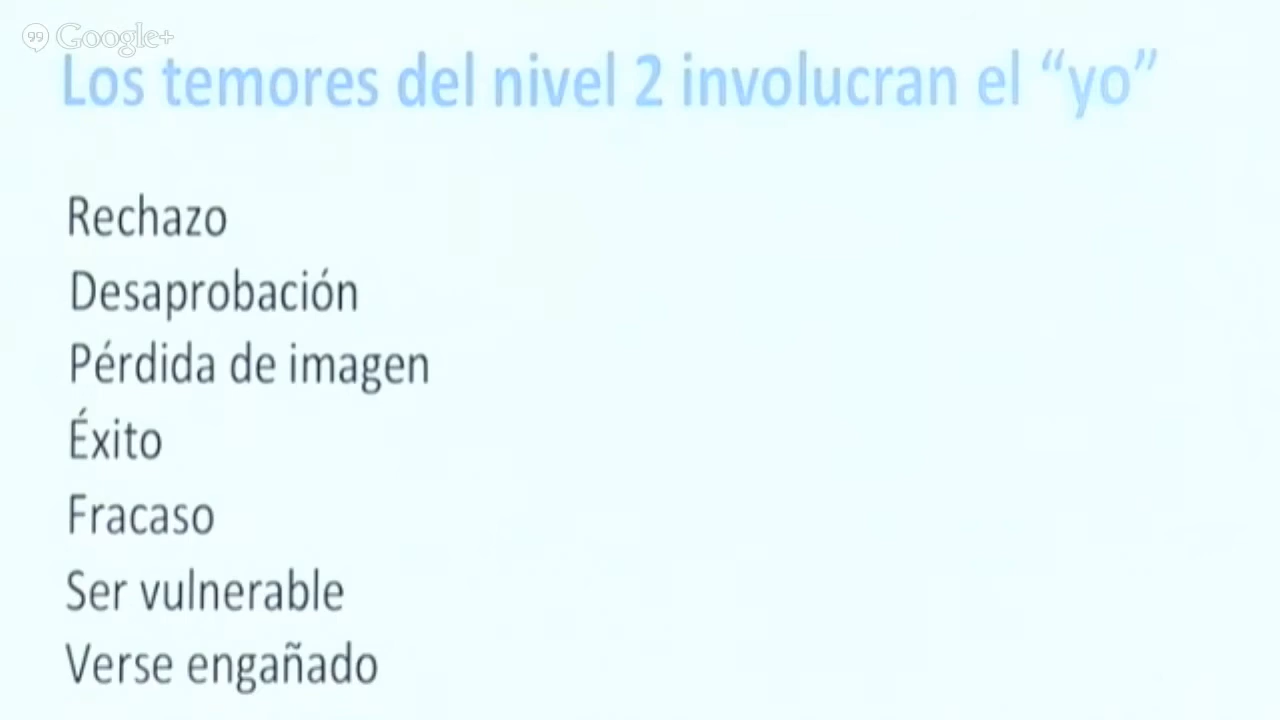 99 Google+
Los temores del nivel 2 involucran el “yo”
Rechazo
Desaprobación
Pérdida de imagen
Éxito
Fracaso
Ser vulnerable
Verse engañado